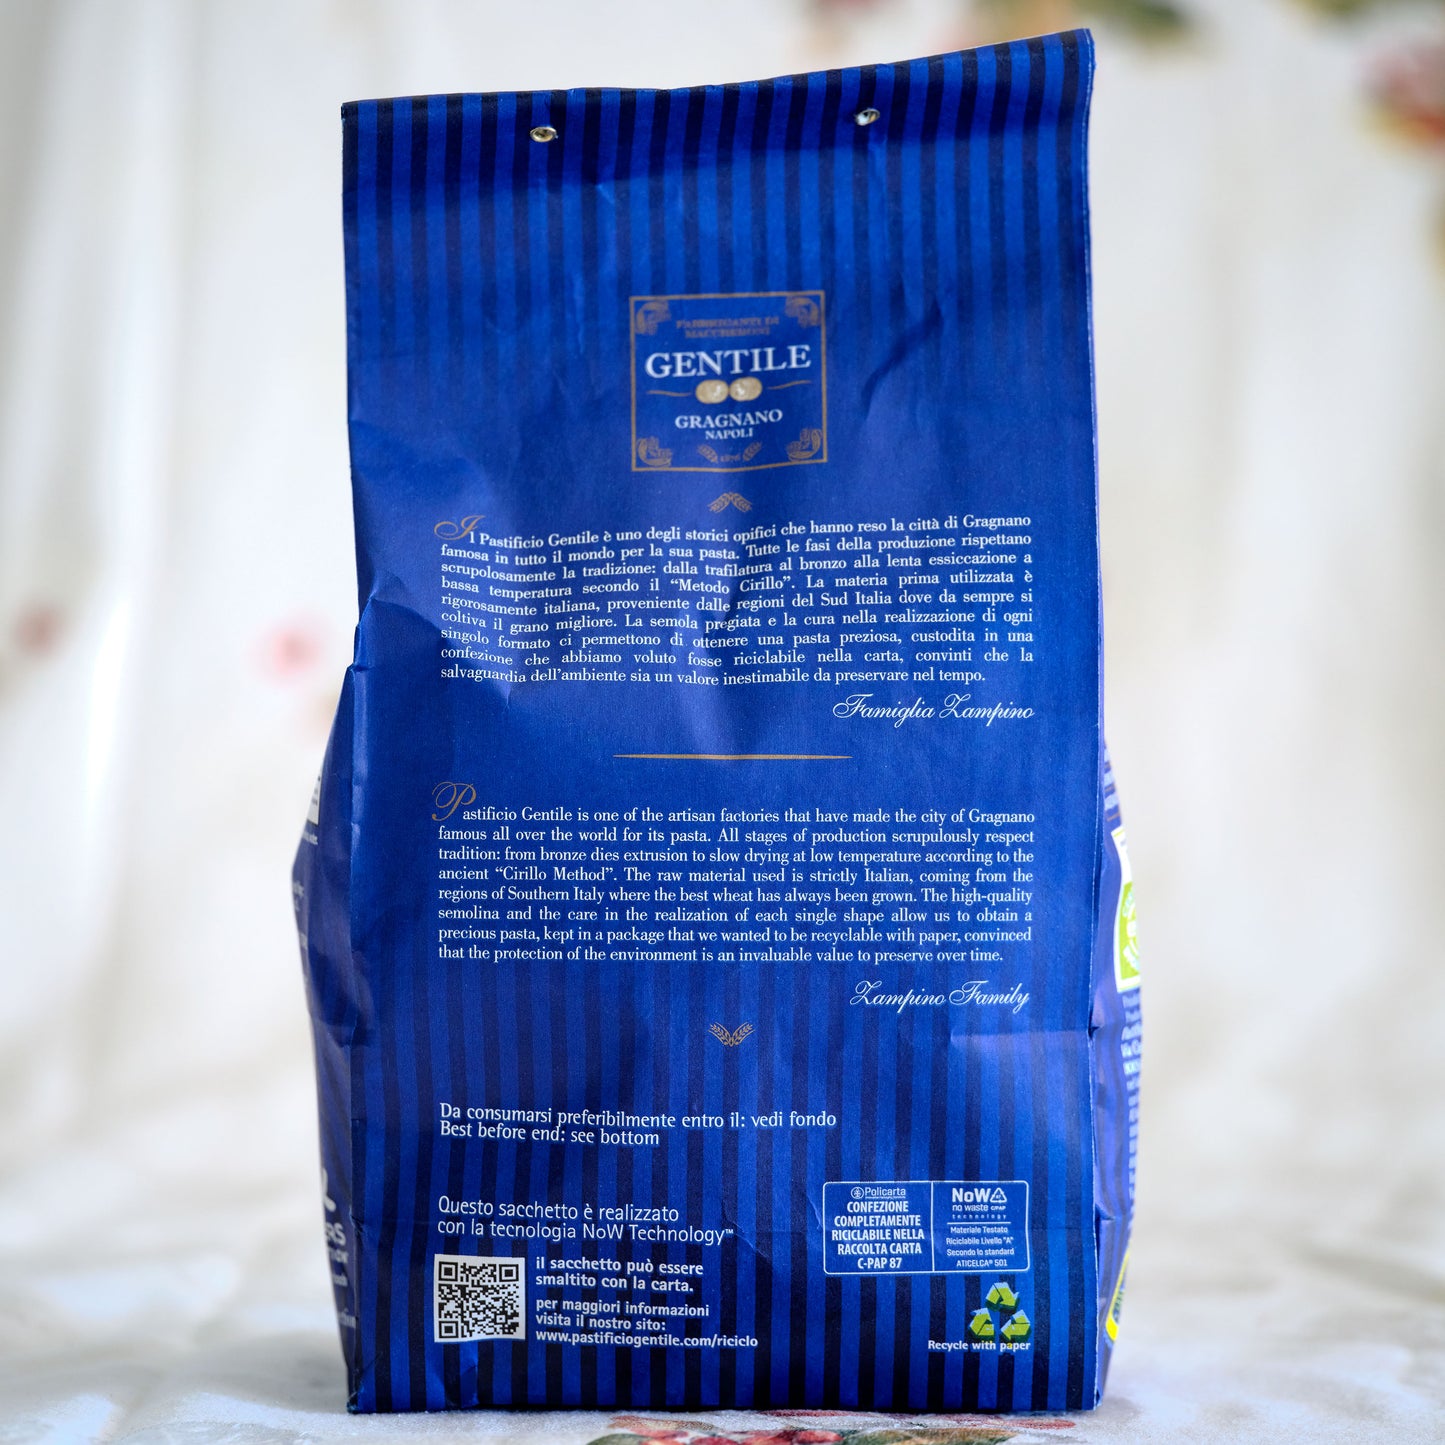 FABBRICANTI DI
MACCHERONI
GENTILE
GRAGNANO
NAPOLI
1876
Il Pastificio Gentile è uno degli storici opifici che hanno reso la città di Gragnano
famosa in tutto il mondo per la sua pasta. Tutte le fasi della produzione rispettano
scrupolosamente la tradizione: dalla trafilatura al bronzo alla lenta essiccazione a
bassa temperatura secondo il “Metodo Cirillo”. La materia prima utilizzata è
rigorosamente italiana, proveniente dalle regioni del Sud Italia dove da sempre si
coltiva il grano migliore. La semola pregiata e la cura nella realizzazione di ogni
singolo formato ci permettono di ottenere una pasta preziosa, custodita in una
confezione che abbiamo voluto fosse riciclabile nella carta, convinti che la
salvaguardia dell’ambiente sia un valore inestimabile da preservare nel tempo.
Famiglia Zampino
Pastificio Gentile is one of the artisan factories that have made the city of Gragnano
famous all over the world for its pasta. All stages of production scrupulously respect
tradition: from bronze dies extrusion to slow drying at low temperature according to the
ancient “Cirillo Method”. The raw material used is strictly Italian, coming from the
regions of Southern Italy where the best wheat has always been grown. The high-quality
semolina and the care in the realization of each single shape allow us to obtain a
precious pasta, kept in a package that we wanted to be recyclable with paper, convinced
that the protection of the environment is an invaluable value to preserve over time.
Zampino Family
Da consumarsi preferibilmente entro il: vedi fondo
Best before end: see bottom
Questo sacchetto è realizzato
con la tecnologia NoW Technology™
il sacchetto può essere
smaltito con la carta.
per maggiori informazioni
visita il nostro sito:
www.pastificiogentile.com/riciclo
Policarta
CONFEZIONE
COMPLETAMENTE
RICICLABILE NELLA
RACCOLTA CARTA
C-PAP 87
NoW
no waste C/PAP
technology
Materiale Testato
Riciclabile Livello "A"
Secondo lo standard
ATICELCA® 501
Recycle with paper